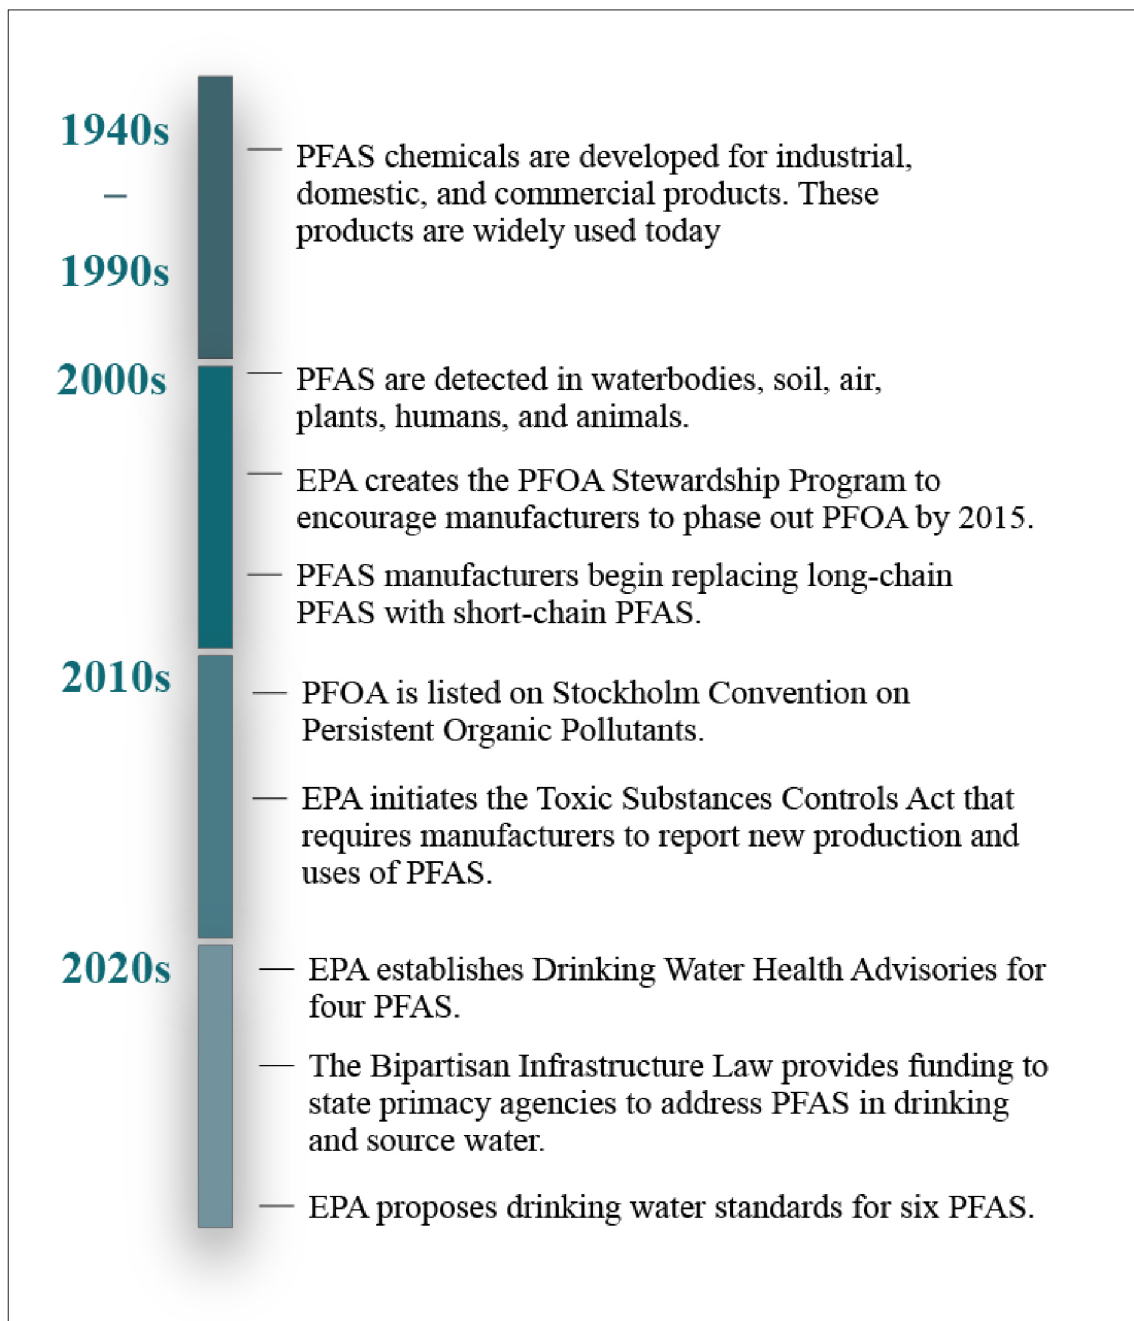 1940s
–
1990s
PFAS chemicals are developed for industrial,
domestic, and commercial products. These
products are widely used today
2000s
PFAS are detected in waterbodies, soil, air,
plants, humans, and animals.
EPA creates the PFOA Stewardship Program to
encourage manufacturers to phase out PFOA by 2015.
PFAS manufacturers begin replacing long-chain
PFAS with short-chain PFAS.
2010s
PFOA is listed on Stockholm Convention on
Persistent Organic Pollutants.
EPA initiates the Toxic Substances Controls Act that
requires manufacturers to report new production and
uses of PFAS.
2020s
EPA establishes Drinking Water Health Advisories for
four PFAS.
The Bipartisan Infrastructure Law provides funding to
state primacy agencies to address PFAS in drinking
and source water.
EPA proposes drinking water standards for six PFAS.